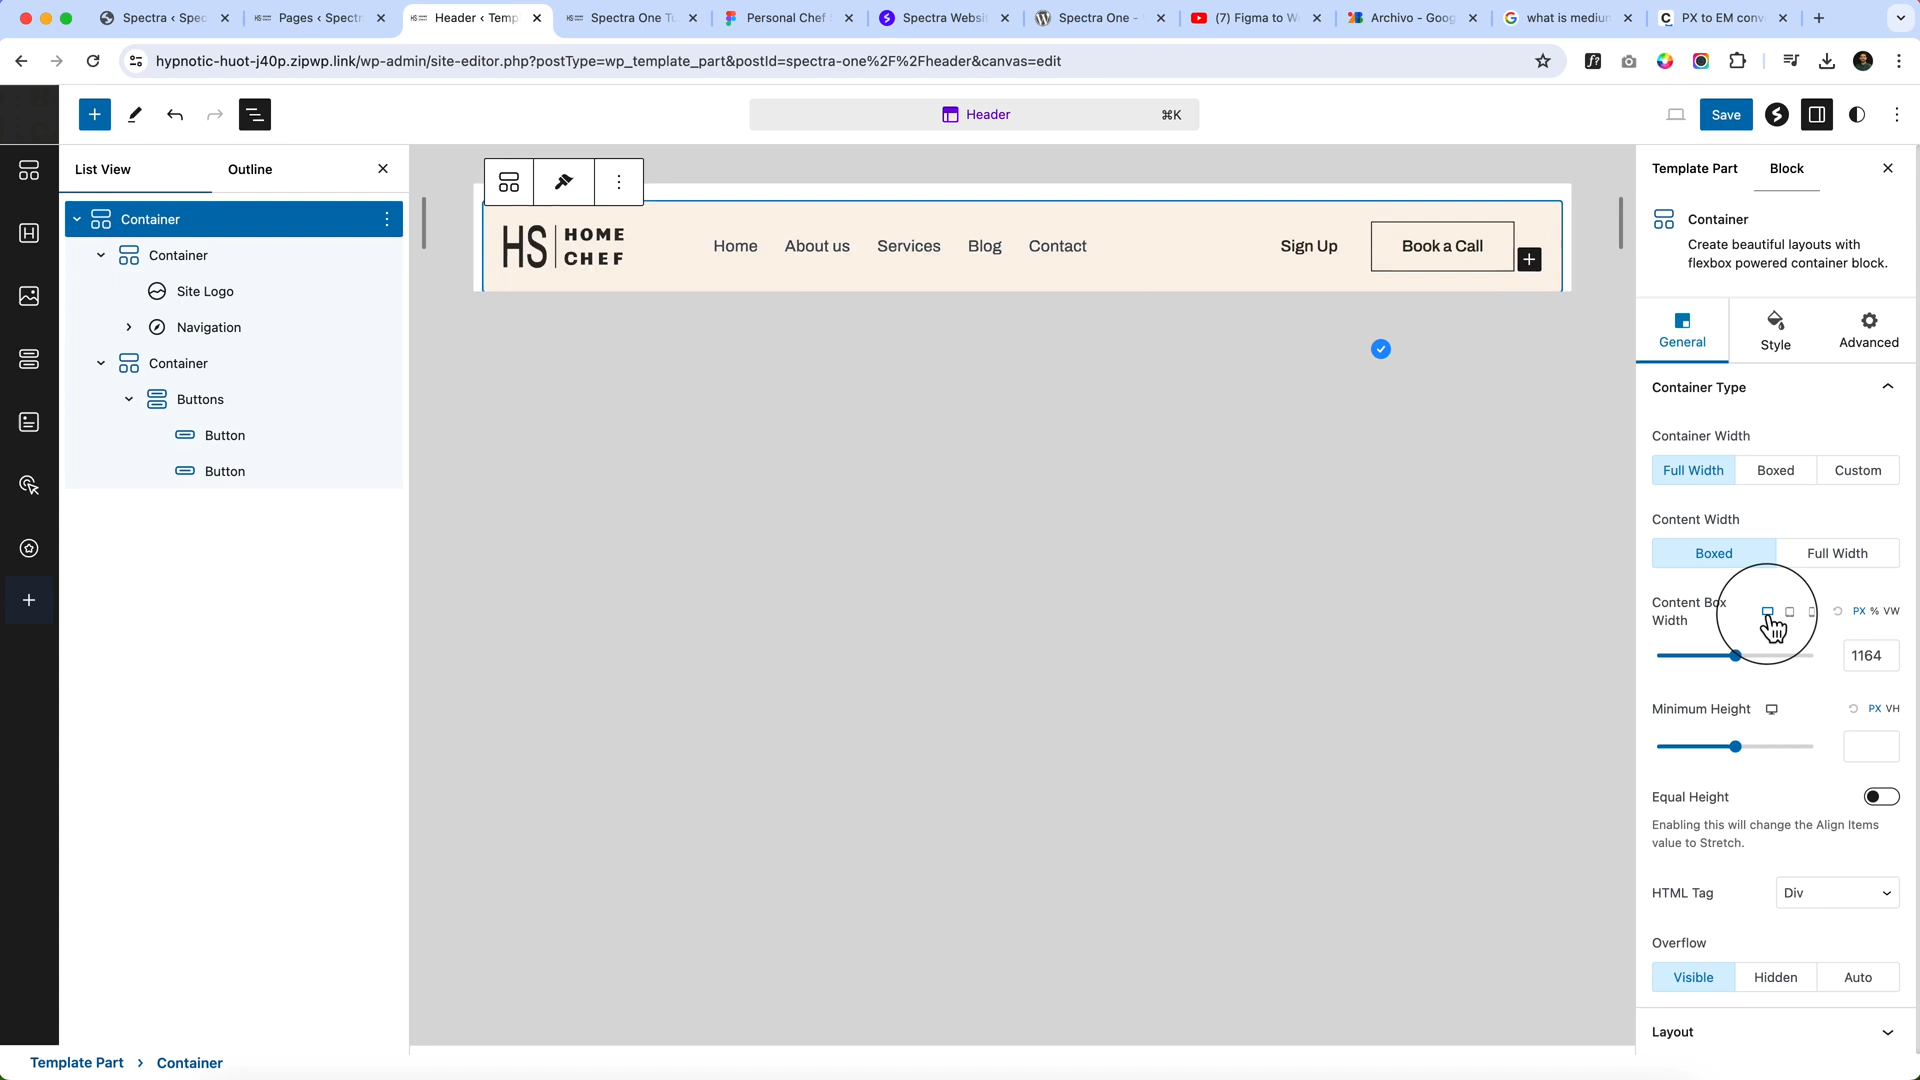 Spectra ‹ Spec
Pages ‹ Spectr
Header ‹ Temp
Spectra One Tu
Personal Chef
Spectra Websit
Spectra One -
(7) Figma to W
Archivo - Goog
what is medium
PX to EM conv
hypnotic-huot-j40p.zipwp.link/wp-admin/site-editor.php?postType=wp_template_part&postId=spectra-one%2F%2Fheader&canvas=edit
Header
⌘K
Save
List View
Outline
Container
Container
Site Logo
Navigation
Container
Buttons
Button
Button
HS HOME CHEF
Home
About us
Services
Blog
Contact
Sign Up
Book a Call
Template Part
Block
Container
Create beautiful layouts with
flexbox powered container block.
General
Style
Advanced
Container Type
Container Width
Full Width
Boxed
Custom
Content Width
Boxed
Full Width
Content Box
Width
PX % VW
1164
Minimum Height
PX VH
Equal Height
Enabling this will change the Align Items
value to Stretch.
HTML Tag
Div
Overflow
Visible
Hidden
Auto
Layout
Template Part › Container